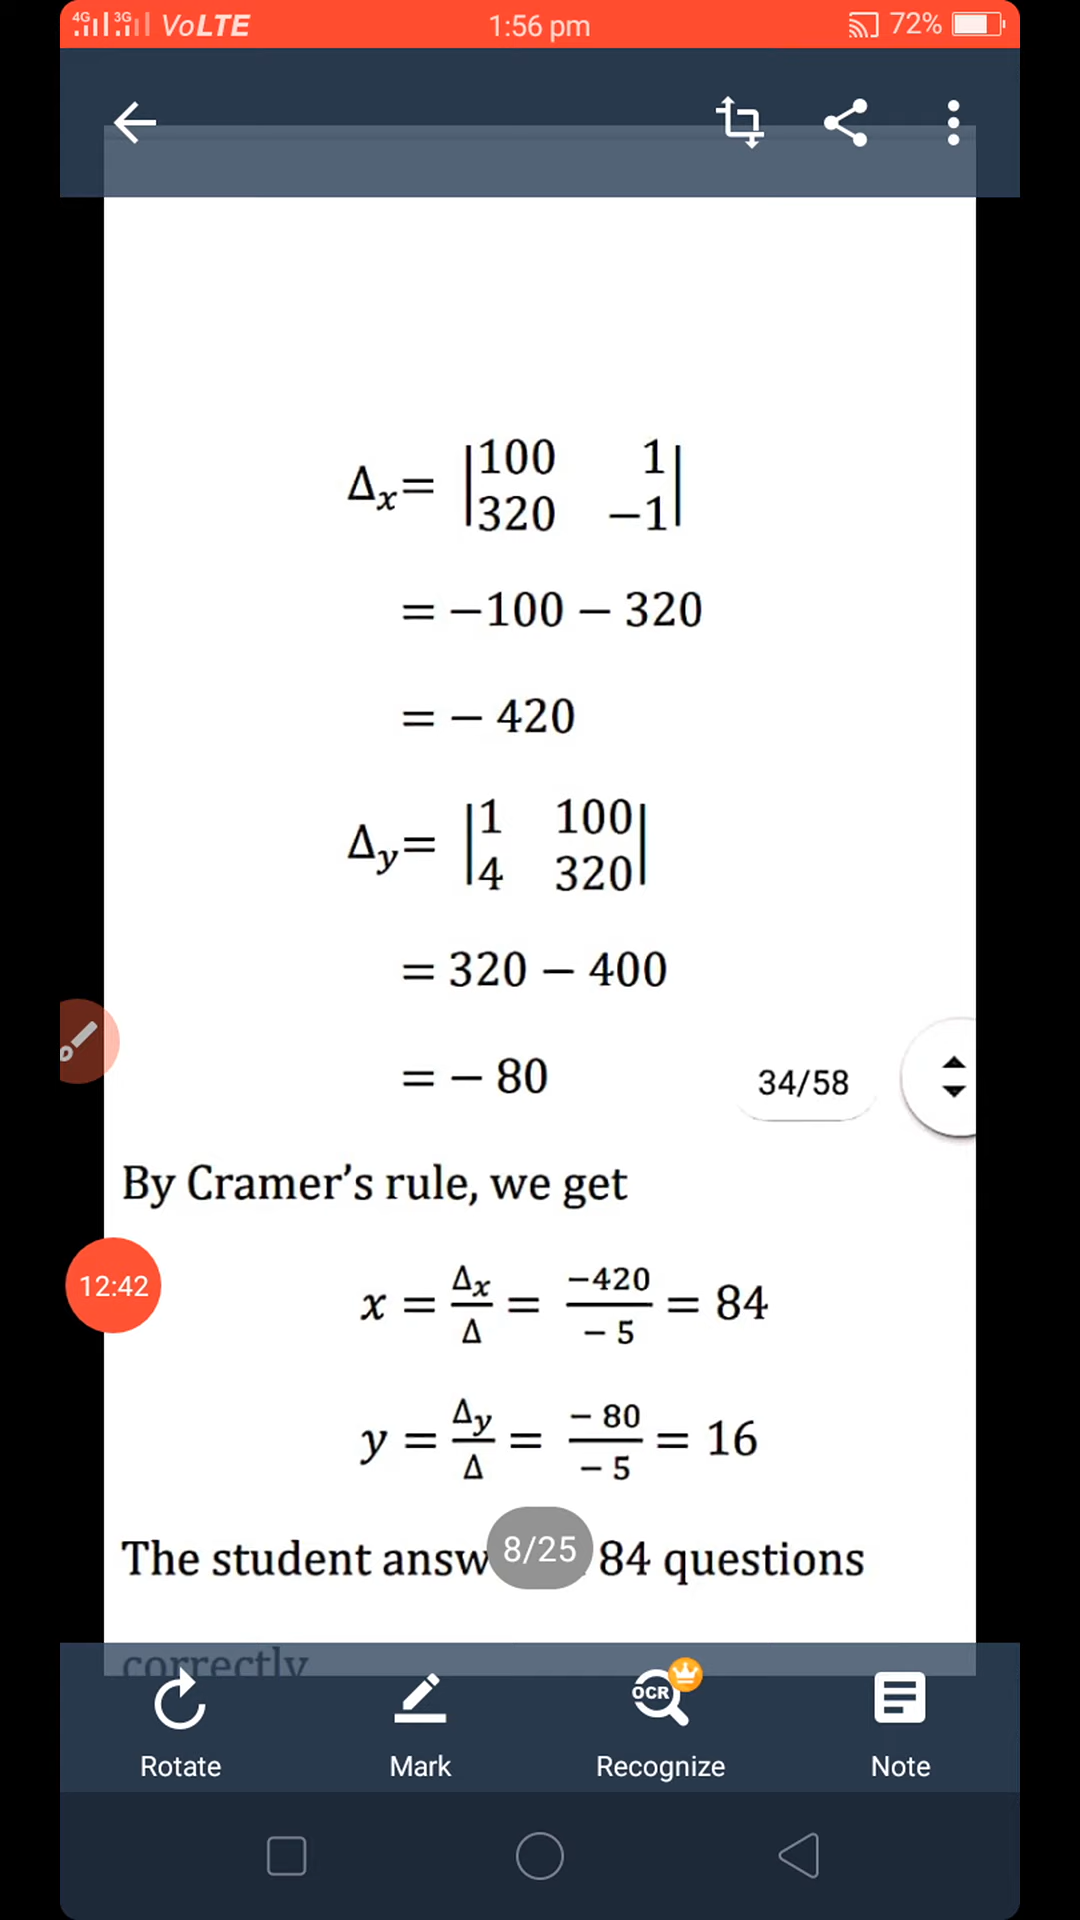 4G 3G VoLTE 1:56 pm 72%
Δx= |100 1|
|320 −1|
= −100 − 320
= − 420
Δy= |1 100|
|4 320|
= 320 − 400
= − 80
34/58
By Cramer's rule, we get
12:42
x = Δx/Δ = −420/− 5 = 84
y = Δy/Δ = − 80/− 5 = 16
The student answ 84 questions
8/25
correctly
OCR
Rotate Mark Recognize Note